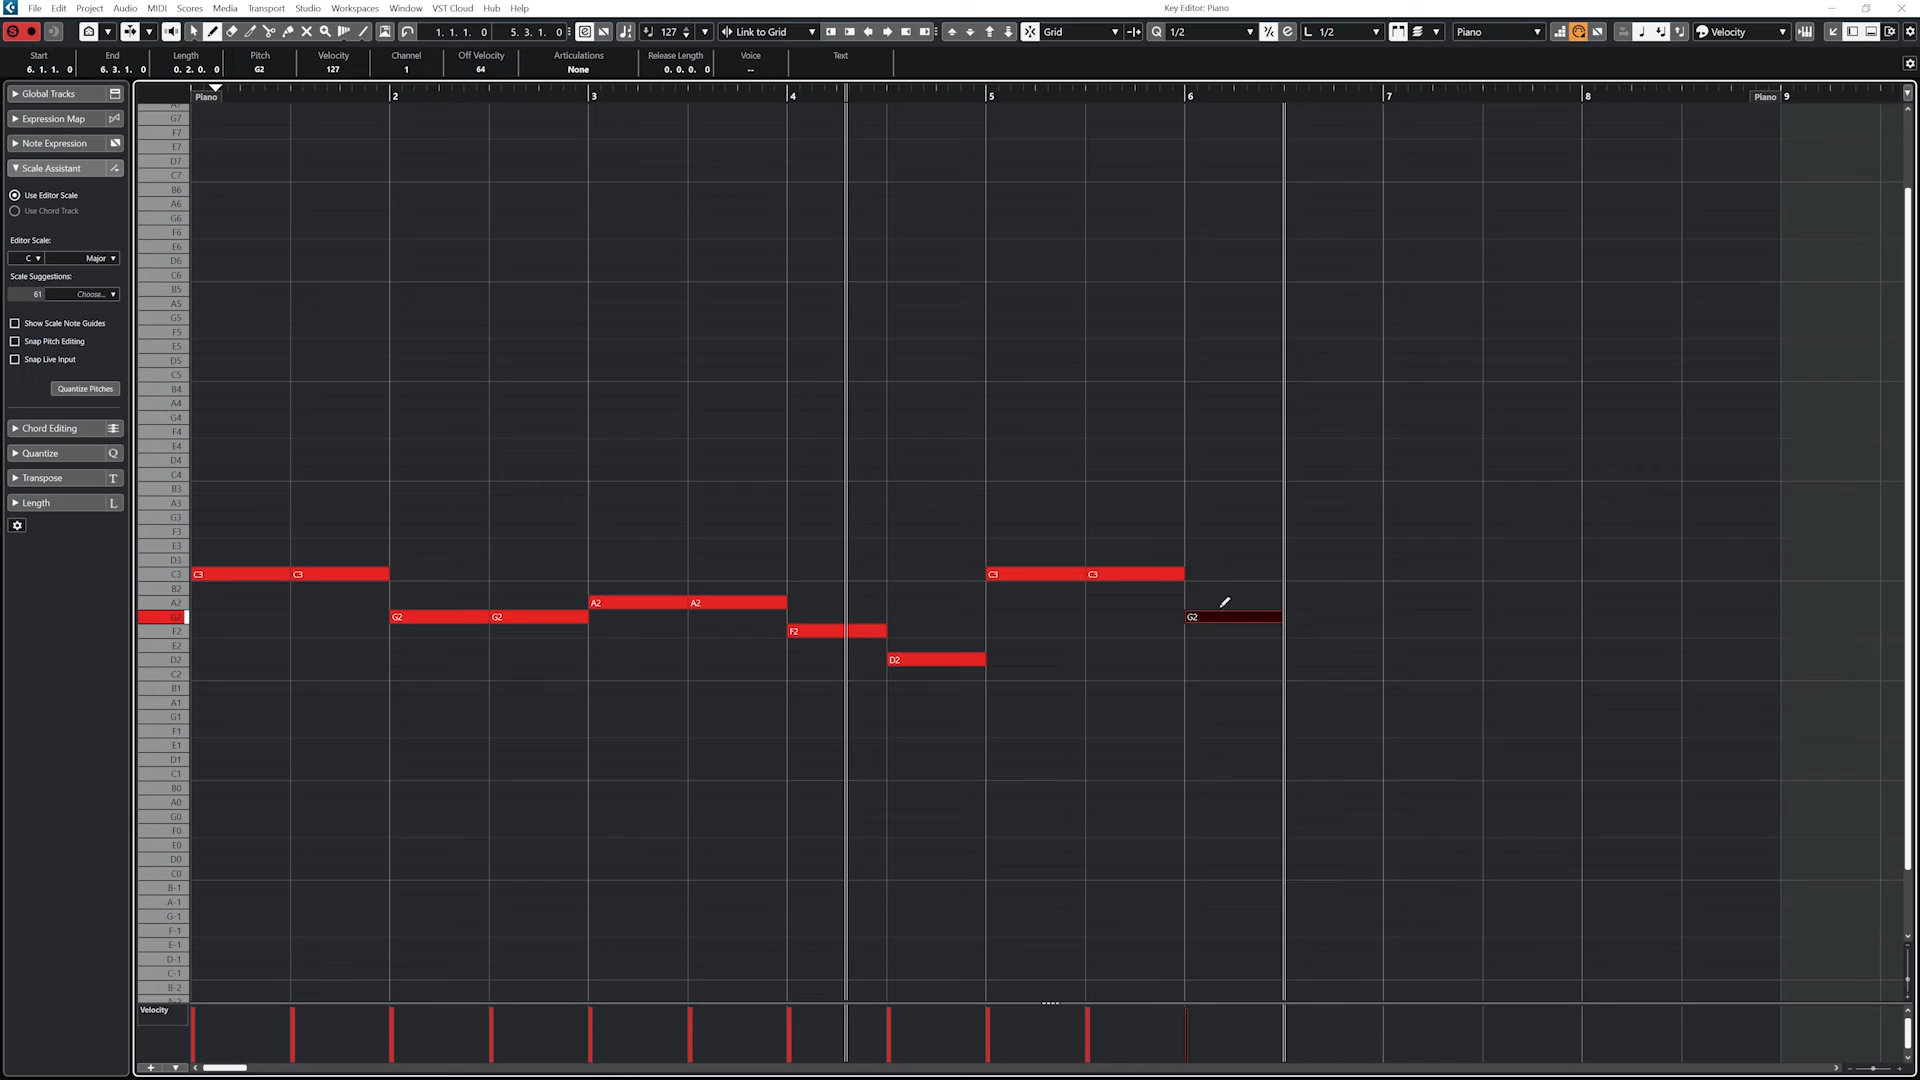 File Edit Project Audio MIDI Scores Media Transport Studio Workspaces Window VST Cloud Hub Help
Key Editor: Piano
S 1. 1. 1. 0 5. 3. 1. 0 127 Link to Grid Grid Q 1/2 L 1/2 Piano Velocity
Start End Length Pitch Velocity Channel Off Velocity Articulations Release Length Voice Text
6. 1. 1. 0 6. 3. 1. 0 0. 2. 0. 0 G2 127 1 64 None 0. 0. 0. 0 --
Global Tracks
Expression Map
Note Expression
Scale Assistant
Use Editor Scale
Use Chord Track
Editor Scale:
C Major
Scale Suggestions:
61 Choose...
Show Scale Note Guides
Snap Pitch Editing
Snap Live Input
Quantize Pitches
Chord Editing
Quantize Q
Transpose T
Length L
Piano 2 3 4 5 6 7 8 Piano 9
A7
G7
F7
E7
D7
C7
B6
A6
G6
F6
E6
D6
C6
B5
A5
G5
F5
E5
D5
C5
B4
A4
G4
F4
E4
D4
C4
B3
A3
G3
F3
E3
D3
C3 C3 C3 C3 C3
B2
A2 A2 A2
G2 G2 G2 G2
F2 F2
E2
D2 D2
C2
B1
A1
G1
F1
E1
D1
C1
B0
A0
G0
F0
E0
D0
C0
B-1
A-1
G-1
F-1
E-1
D-1
C-1
B-2
A-2
Velocity